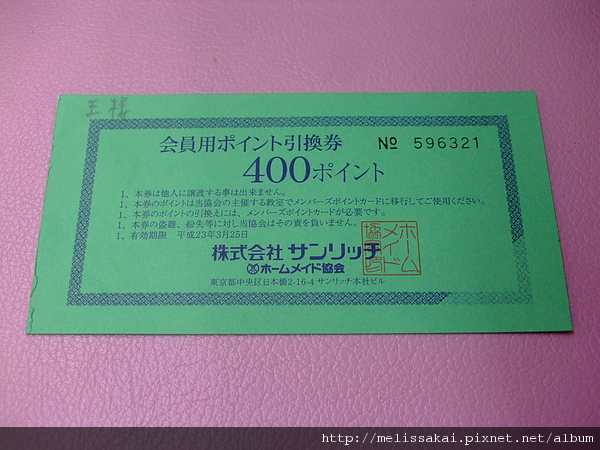 王 様
会員用ポイント引換券
№ 596321
400ポイント
1、本券は他人に譲渡する事は出来ません。
1、本券のポイントは当協会の主催する教室でメンバーズポイントカードに移行してご使用ください。
1、本券のポイントの引換えには、メンバーズポイントカードが必要です。
1、本券の盗難、紛失等に対し当協会はその責を負いません。
1、有効期限 平成23年3月25日
株式会社 サンリッチ
ホームメイド協会
東京都中央区日本橋2-16-4 サンリッチ本社ビル
ホーム
メイド
協会
http://melissakai.pixnet.net/album